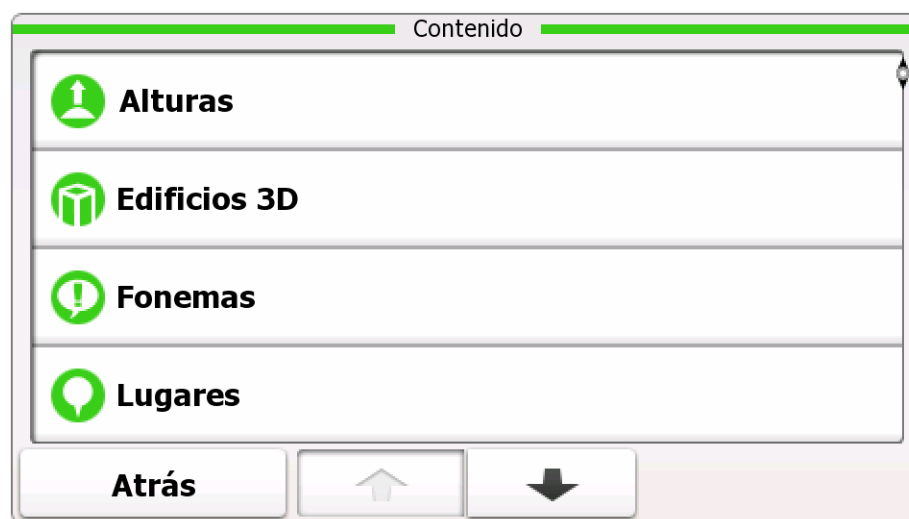 Contenido
Alturas
Edificios 3D
Fonemas
Lugares
Atrás